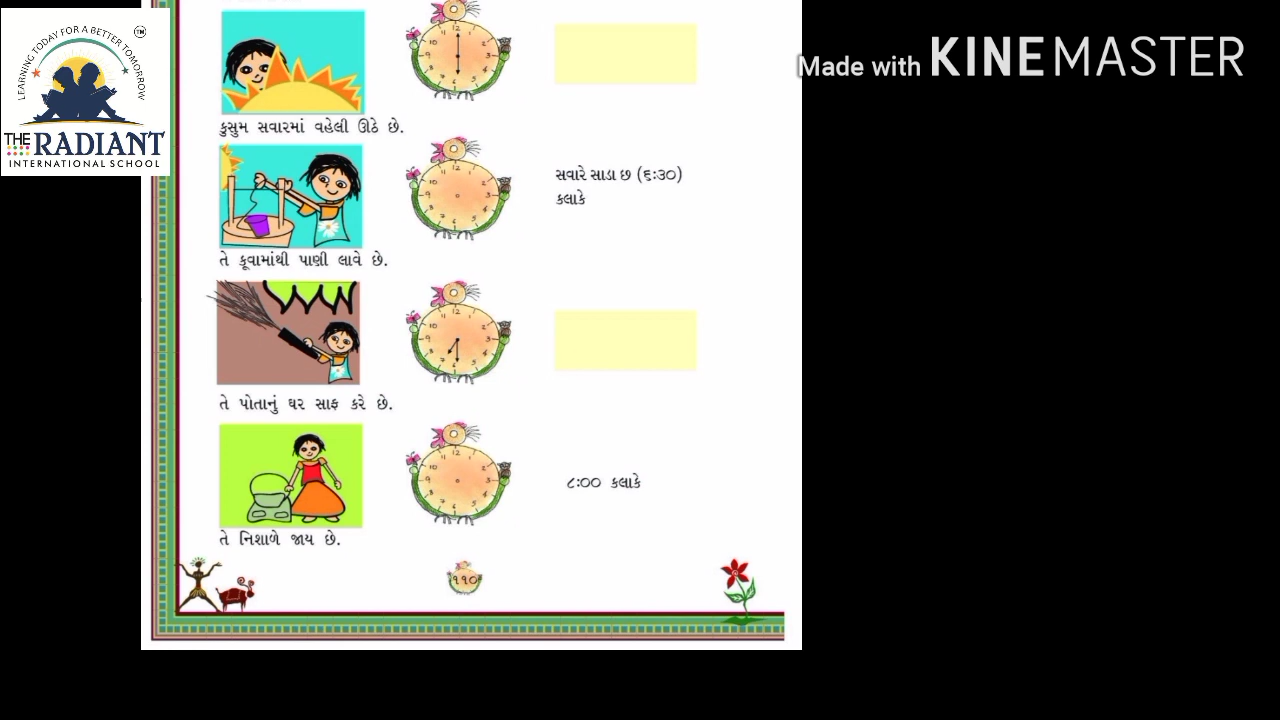 LEARNING TODAY FOR A BETTER TOMORROW
TM
THE RADIANT
INTERNATIONAL SCHOOL
Made with KINEMASTER
કુસુમ સવારમાં વહેલી ઊઠે છે.
સવારે સાડા છ (૬:૩૦)
કલાકે
તે કૂવામાંથી પાણી લાવે છે.
તે પોતાનું ઘર સાફ કરે છે.
૮:૦૦ કલાકે
તે નિશાળે જાય છે.
૧૧૦